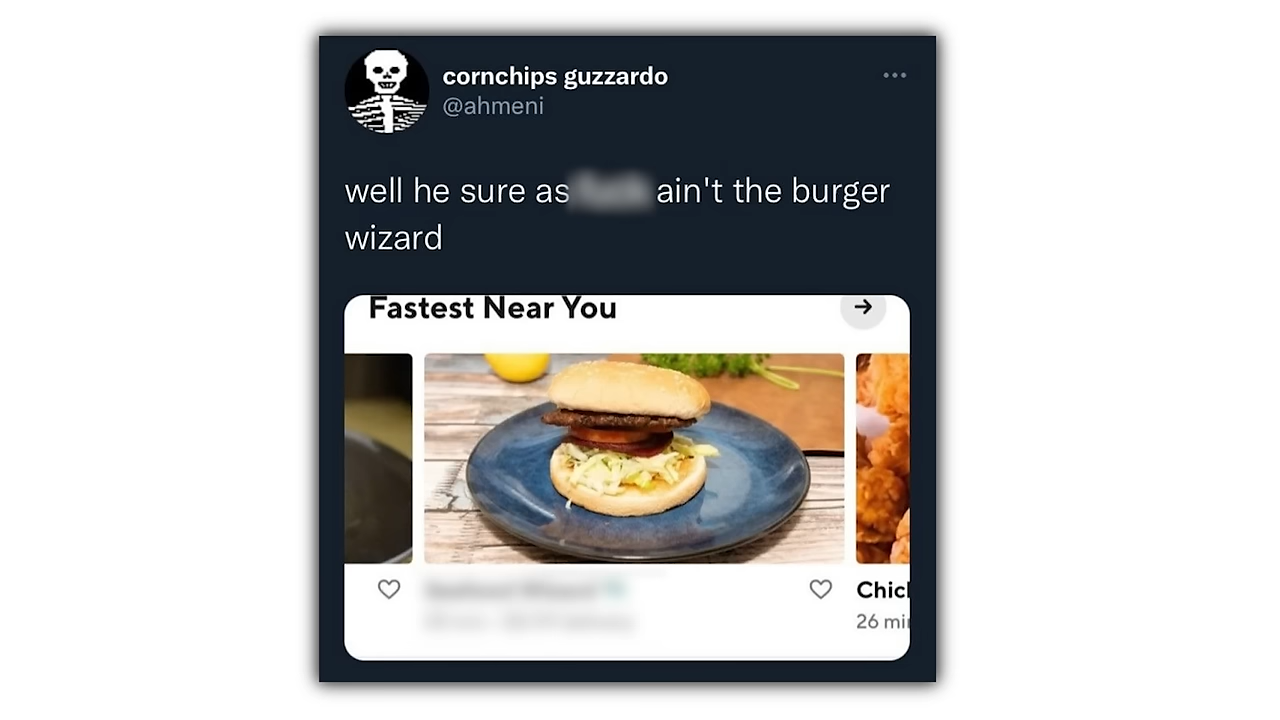 cornchips guzzardo
@ahmeni
well he sure as ain't the burger
wizard
Fastest Near You
Chic
26 mi